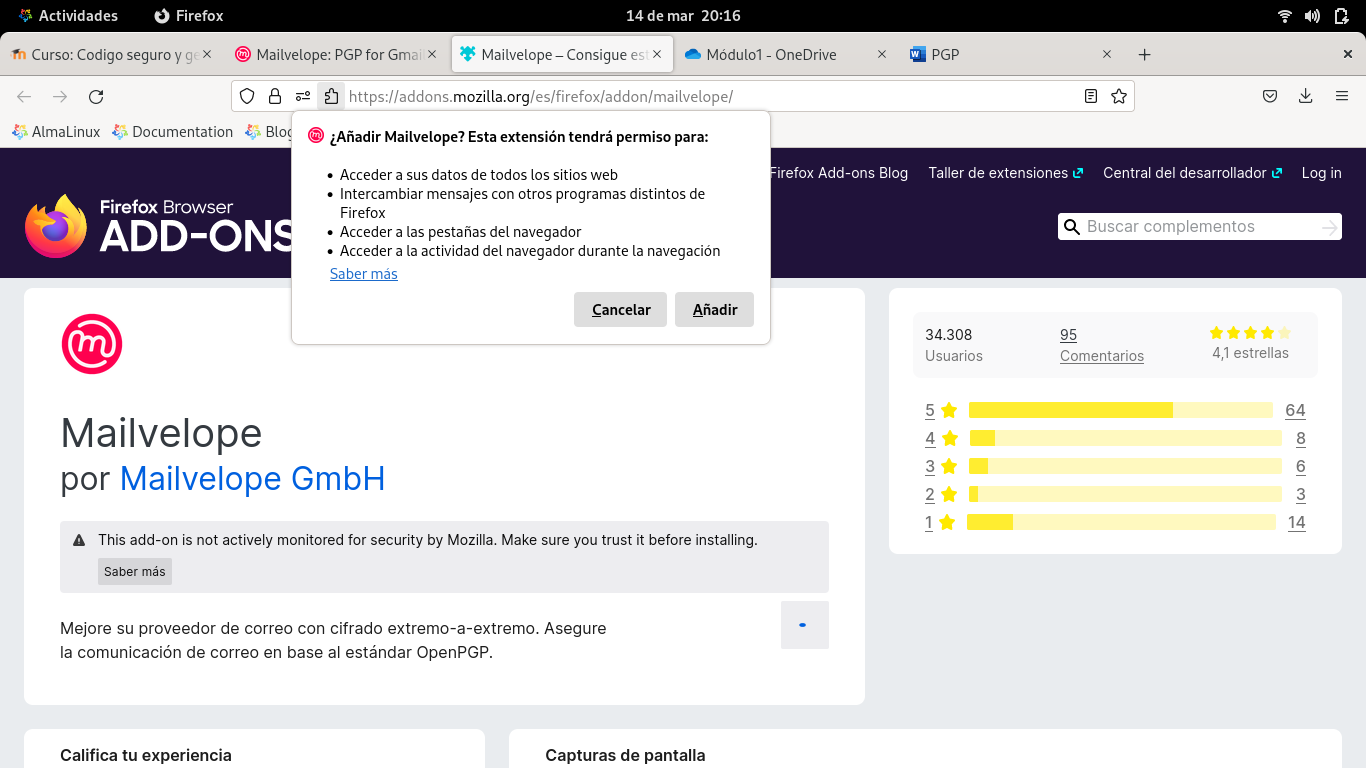 Actividades Firefox 14 de mar 20:16
Curso: Codigo seguro y ge Mailvelope: PGP for Gmai Mailvelope – Consigue est Módulo1 - OneDrive PGP
https://addons.mozilla.org/es/firefox/addon/mailvelope/
AlmaLinux Documentation Blog
¿Añadir Mailvelope? Esta extensión tendrá permiso para:
Acceder a sus datos de todos los sitios web
Intercambiar mensajes con otros programas distintos de
Firefox
Acceder a las pestañas del navegador
Acceder a la actividad del navegador durante la navegación
Saber más
Cancelar Añadir
Firefox Add-ons Blog Taller de extensiones Central del desarrollador Log in
Firefox Browser
ADD-ONS
Buscar complementos
Mailvelope
por Mailvelope GmbH
This add-on is not actively monitored for security by Mozilla. Make sure you trust it before installing.
Saber más
Mejore su proveedor de correo con cifrado extremo-a-extremo. Asegure
la comunicación de correo en base al estándar OpenPGP.
34.308 95
Usuarios Comentarios 4,1 estrellas
5 64
4 8
3 6
2 3
1 14
Califica tu experiencia Capturas de pantalla